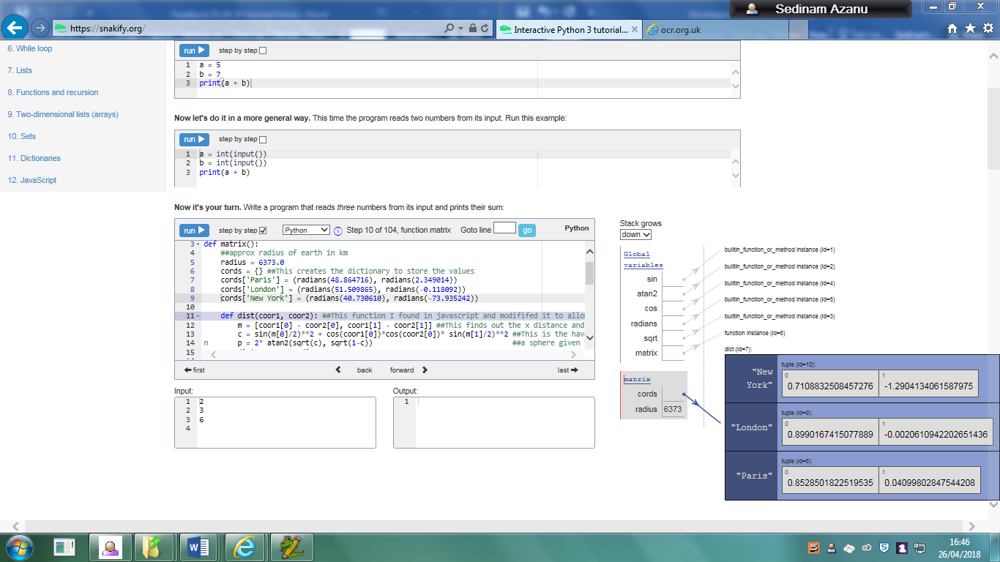 Sedinam Azanu
https://snakify.org/
Interactive Python 3 tutorial...
ocr.org.uk
6. While loop
7. Lists
8. Functions and recursion
9. Two-dimensional lists (arrays)
10. Sets
11. Dictionaries
12. JavaScript
run step by step
1 a = 5
2 b = 7
3 print(a + b)
Now let's do it in a more general way. This time the program reads two numbers from its input. Run this example:
run step by step
1 a = int(input())
2 b = int(input())
3 print(a + b)
Now it's your turn. Write a program that reads three numbers from its input and prints their sum:
run step by step Python Step 10 of 104, function matrix Goto line go Python
3 def matrix():
4 ##approx radius of earth in km
5 radius = 6373.0
6 cords = {} ##This creates the dictionary to store the values
7 cords['Paris'] = (radians(48.864716), radians(2.349014))
8 cords['London'] = (radians(51.509865), radians(-0.118092))
9 cords['New York'] = (radians(40.730610), radians(-73.935242))
10
11 def dist(coor1, coor2): ##This function I found in javascript and modififed it to allo
12 m = [coor1[0] - coor2[0], coor1[1] - coor2[1]] ##This finds out the x distance and
13 c = sin(m[0]/2)**2 + cos(coor1[0])*cos(coor2[0])* sin(m[1]/2)**2 ##This is the hav
14 n p = 2* atan2(sqrt(c), sqrt(1-c)) ##a sphere given
15
first back forward last
Input:
1 2
2 3
3 6
4
Output:
1
Stack grows
down
Global
variables
sin
atan2
cos
radians
sqrt
matrix
matrix
cords
radius 6373
builtin_function_or_method instance (id=1)
builtin_function_or_method instance (id=2)
builtin_function_or_method instance (id=4)
builtin_function_or_method instance (id=5)
builtin_function_or_method instance (id=3)
function instance (id=6)
dict (id=7):
"New
York"
tuple (id=10):
0 1
0.7108832508457276 -1.2904134061587975
"London"
tuple (id=9):
0 1
0.8990167415077889 -0.0020610942202651436
"Paris"
tuple (id=8):
0 1
0.8528501822519535 0.04099802847544208
16:46
26/04/2018